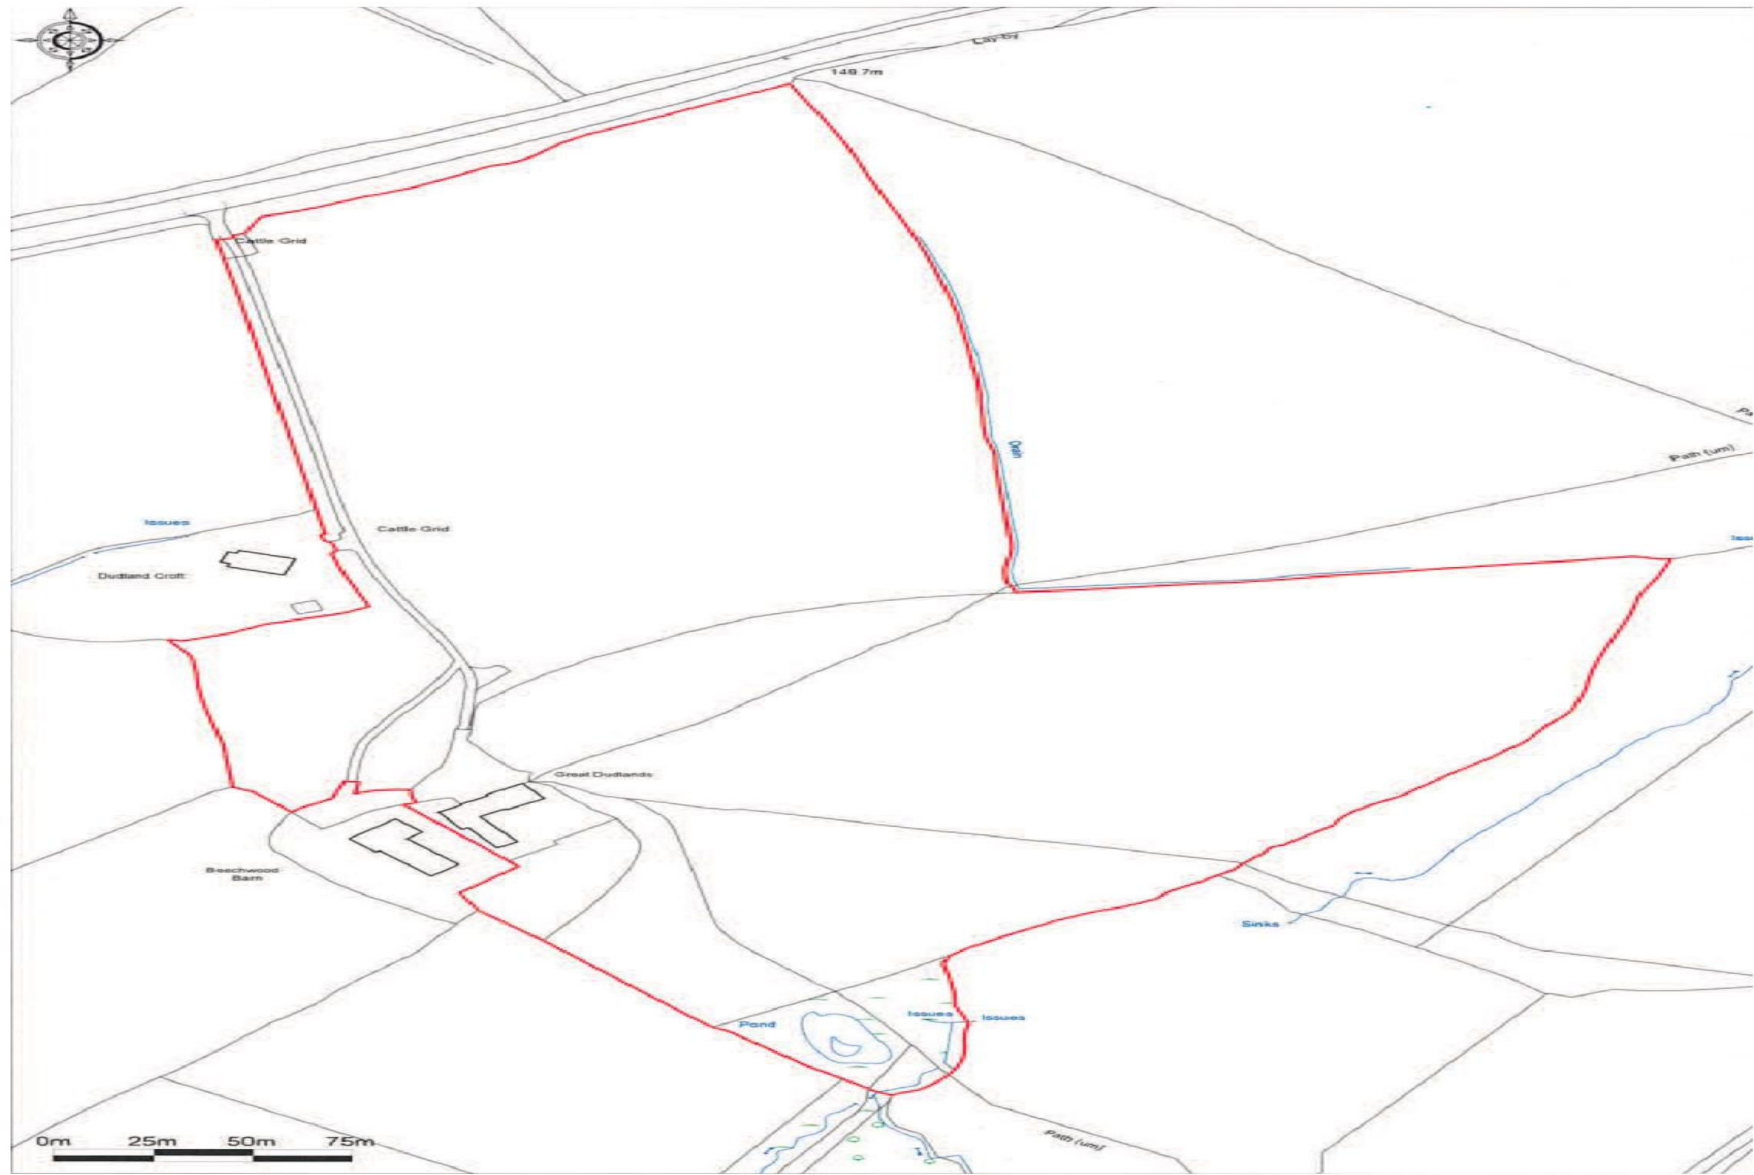 Lay-by
149.7m
Cattle Grid
Drain
Path (um)
Issues
Cattle Grid
Dudland Croft
Great Dudlands
Beechwood
Barn
Sinks
Pond
Issues
Issues
Path (um)
0m 25m 50m 75m